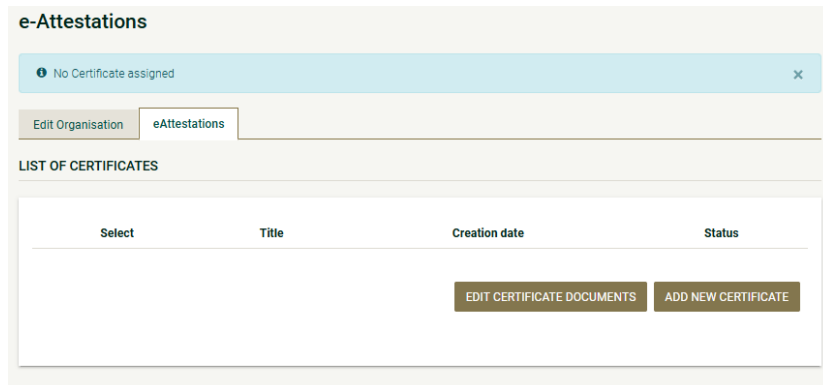 e-Attestations
No Certificate assigned ×
Edit Organisation eAttestations
LIST OF CERTIFICATES
Select Title Creation date Status
EDIT CERTIFICATE DOCUMENTS ADD NEW CERTIFICATE